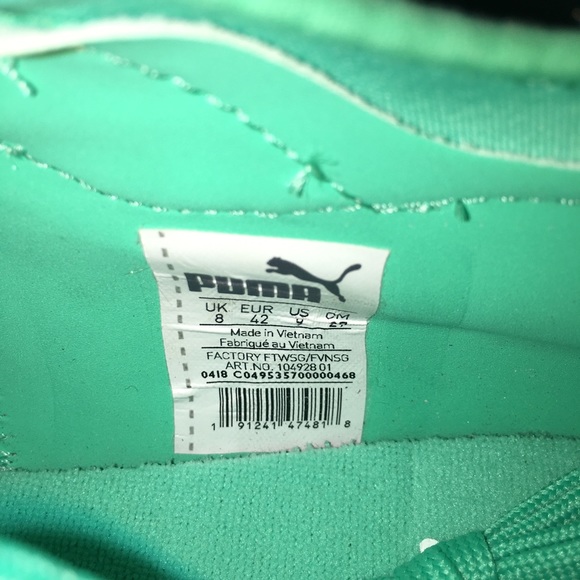 PUMA
UK EUR US CM
8 42 9 27
Made in Vietnam
Fabriqué au Vietnam
FACTORY FTWSG/FVNSG
ART.NO. 104928 01
0418 C049535700000468
1 91241 47481 8